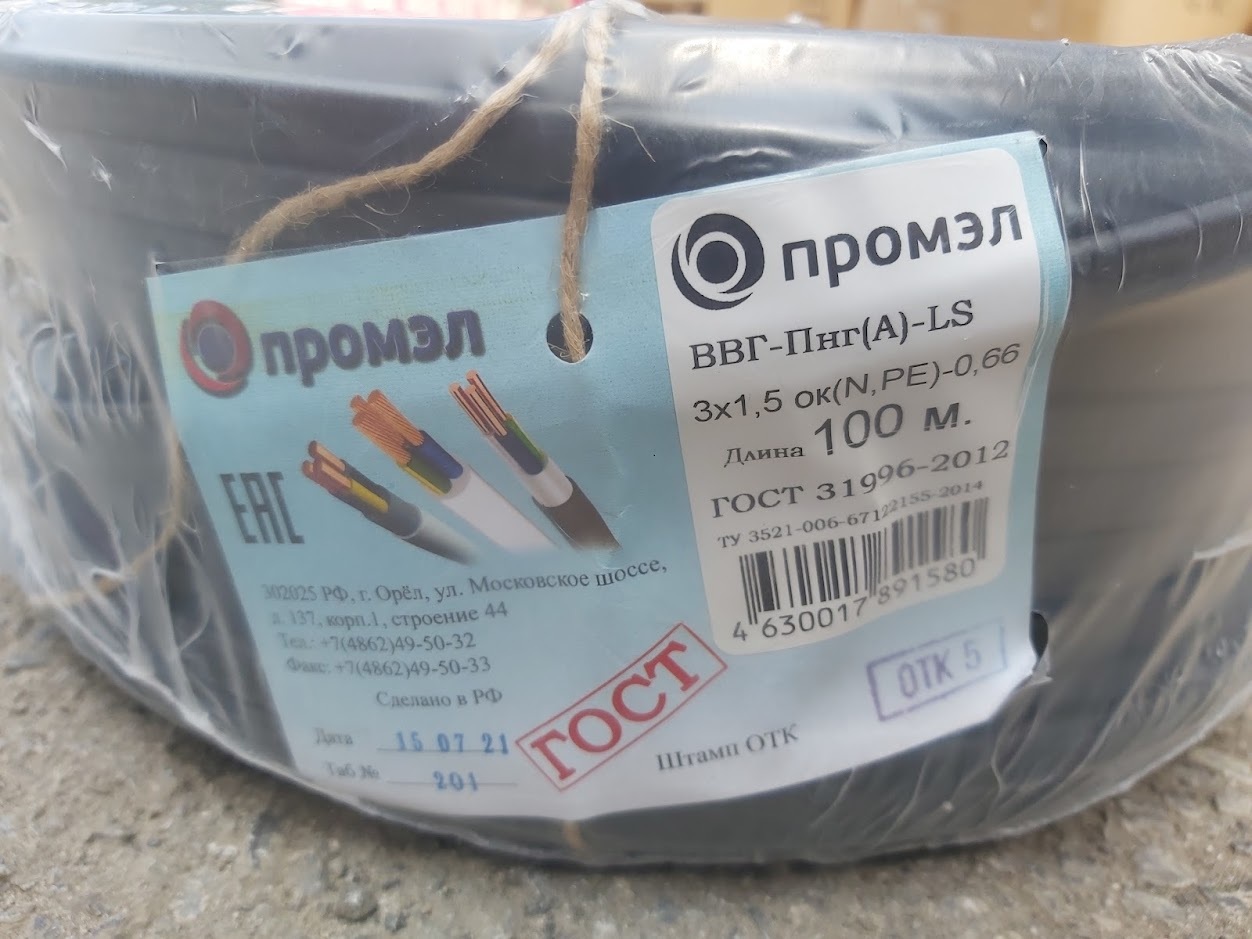 промэл
ЕАС
302025 РФ, г. Орёл, ул. Московское шоссе,
д. 137, корп.1, строение 44
Тел.: +7(4862)49-50-32
Факс: +7(4862)49-50-33
Сделано в РФ
Дата 15 07 21
Таб № 201
ГОСТ
Штамп ОТК
ОТК 5
промэл
ВВГ-Пнг(А)-LS
3х1,5 ок(N,PE)-0,66
Длина 100 м.
ГОСТ 31996-2012
ТУ 3521-006-67122155-2014
4 630017 891580